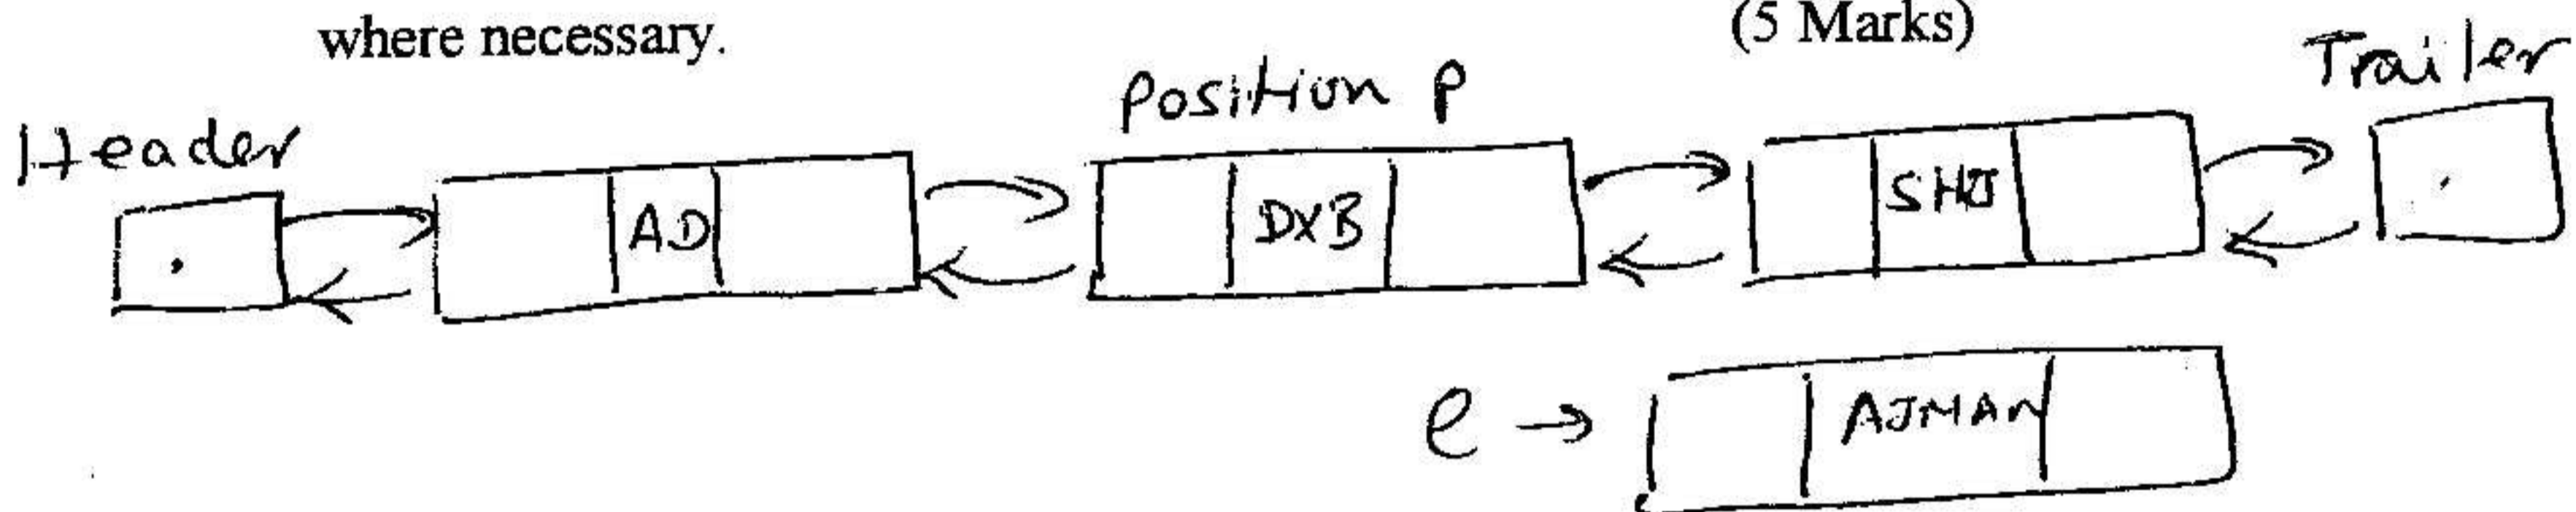 where necessary.
(5 Marks)
Header
Position P
Trailer
AD
DXB
SHJ
e → AJMAN